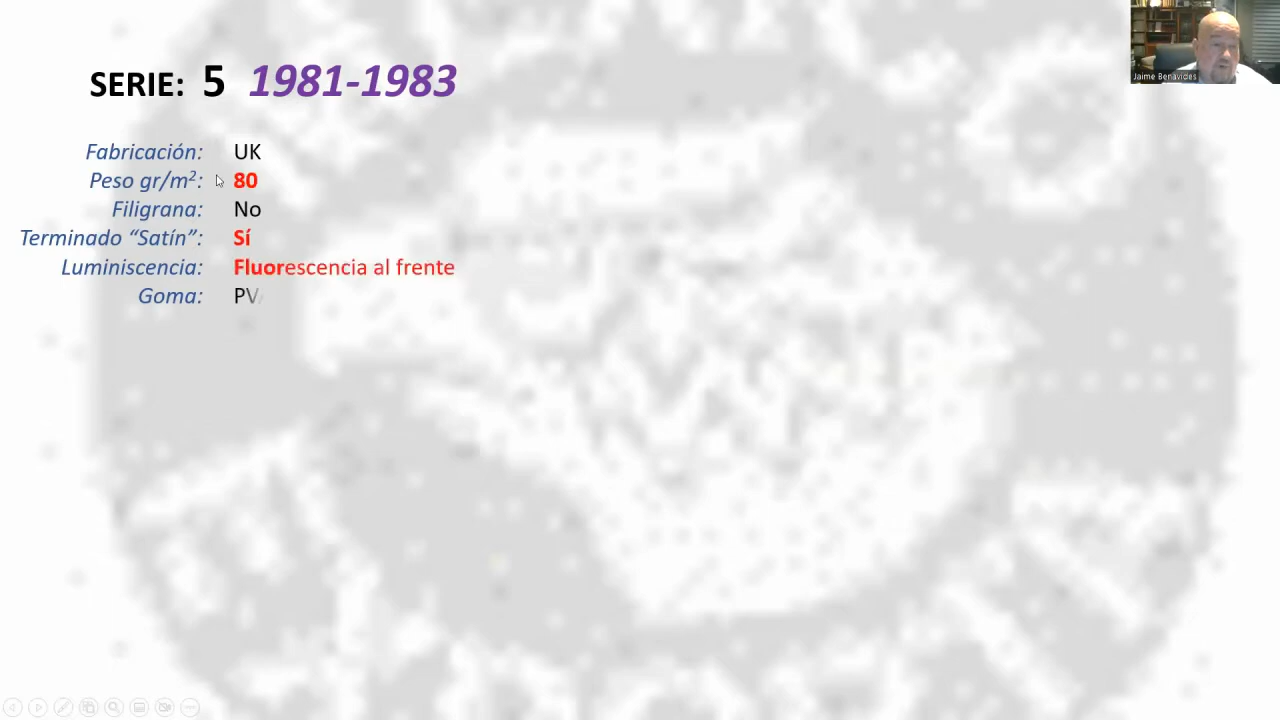 SERIE: 5 1981-1983
Fabricación: UK
Peso gr/m²: 80
Filigrana: No
Terminado “Satín”: Sí
Luminiscencia: Fluorescencia al frente
Goma: PV
Jaime Benavides